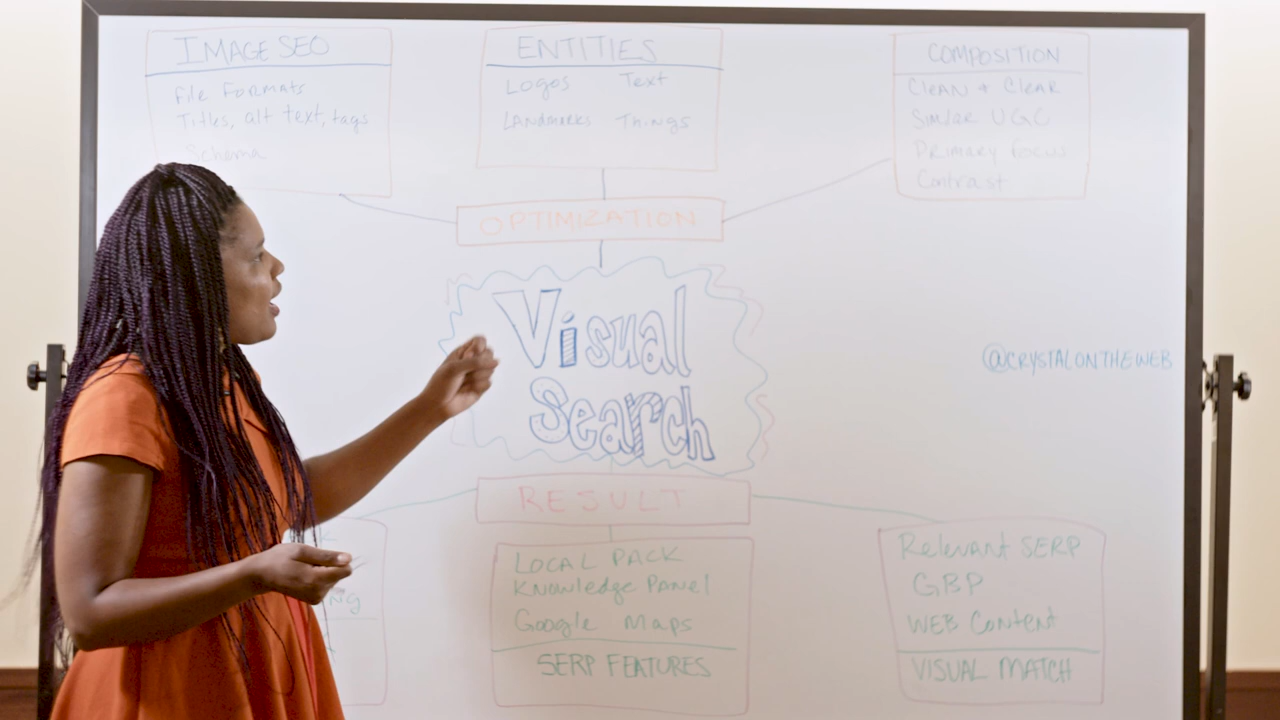 IMAGE SEO
File Formats
Titles, alt text, tags
Schema
ENTITIES
Logos Text
Landmarks Things
COMPOSITION
Clean + Clear
Similar UGC
Primary focus
Contrast
OPTIMIZATION
Visual
Search
@CRYSTALONTHEWEB
RESULT
LOCAL PACK
Knowledge Panel
Google Maps
SERP FEATURES
Relevant SERP
GBP
WEB Content
VISUAL MATCH